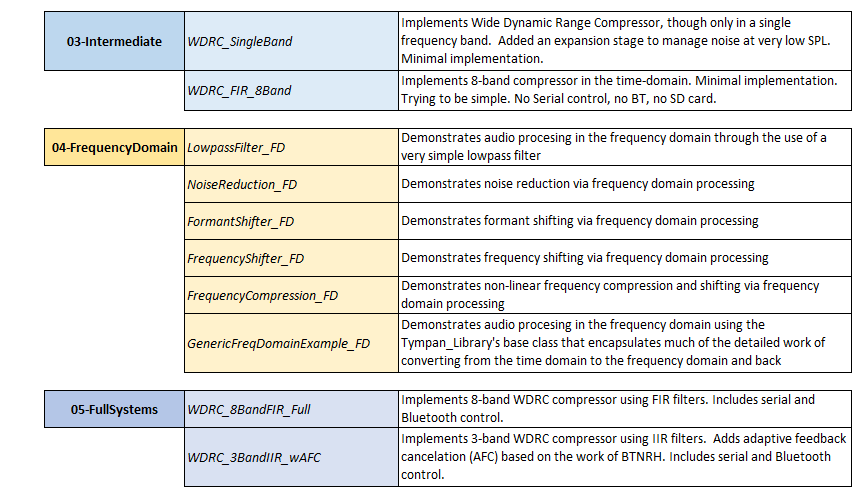 03-Intermediate
WDRC_SingleBand
Implements Wide Dynamic Range Compressor, though only in a single
frequency band.  Added an expansion stage to manage noise at very low SPL.
Minimal implementation.
WDRC_FIR_8Band
Implements 8-band compressor in the time-domain. Minimal implementation.
Trying to be simple. No Serial control, no BT, no SD card.
04-FrequencyDomain
LowpassFilter_FD
Demonstrates audio procesing in the frequency domain through the use of a
very simple lowpass filter
NoiseReduction_FD
Demonstrates noise reduction via frequency domain processing
FormantShifter_FD
Demonstrates formant shifting via frequency domain processing
FrequencyShifter_FD
Demonstrates frequency shifting via frequency domain processing
FrequencyCompression_FD
Demonstrates non-linear frequency compression and shifting via frequency
domain processing
GenericFreqDomainExample_FD
Demonstrates audio procesing in the frequency domain using the
Tympan_Library's base class that encapsulates much of the detailed work of
converting from the time domain to the frequency domain and back
05-FullSystems
WDRC_8BandFIR_Full
Implements 8-band WDRC compressor using FIR filters. Includes serial and
Bluetooth control.
WDRC_3BandIIR_wAFC
Implements 3-band WDRC compressor using IIR filters.  Adds adaptive feedback
cancelation (AFC) based on the work of BTNRH. Includes serial and Bluetooth
control.